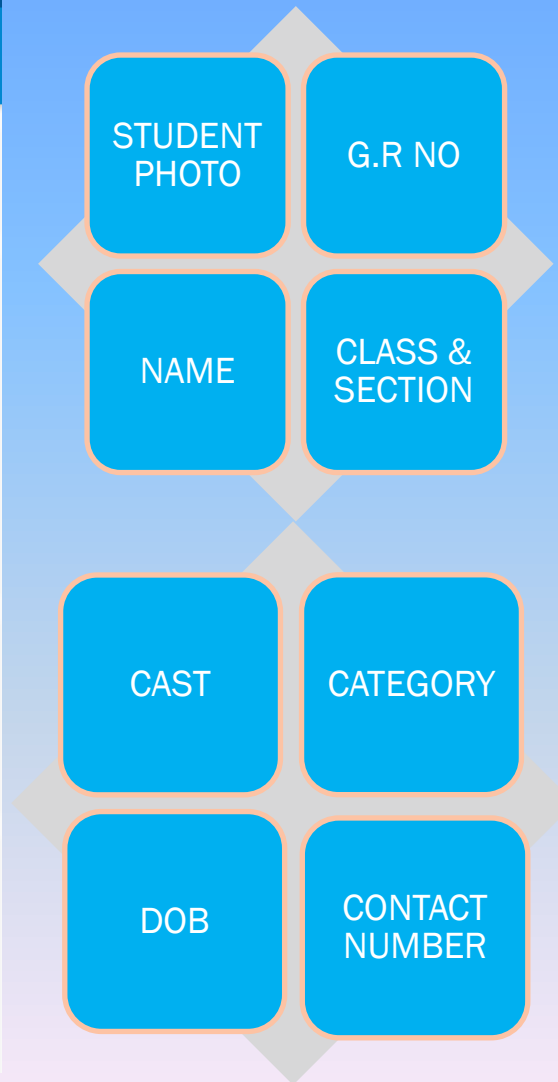 STUDENT
PHOTO
G.R NO
NAME
CLASS &
SECTION
CAST
CATEGORY
DOB
CONTACT
NUMBER